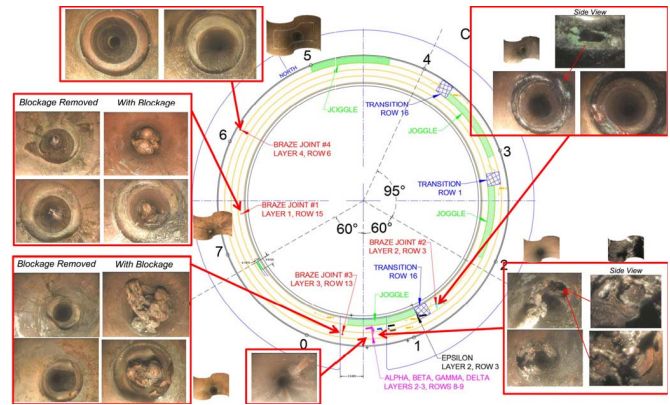 Side View
C
5
4
NORTH
JOGGLE
TRANSITION
ROW 16
JOGGLE
Blockage Removed
With Blockage
6
BRAZE JOINT #4
LAYER 4, ROW 6
3
TRANSITION
ROW 1
95°
BRAZE JOINT #1
LAYER 1, ROW 15
JOGGLE
60°
60°
BRAZE JOINT #2
LAYER 2, ROW 3
7
2
Blockage Removed
With Blockage
BRAZE JOINT #3
LAYER 3, ROW 13
TRANSITION
ROW 16
JOGGLE
Side View
0
1
EPSILON
LAYER 2, ROW 3
ALPHA, BETA, GAMMA, DELTA
LAYERS 2-3, ROWS 8-9